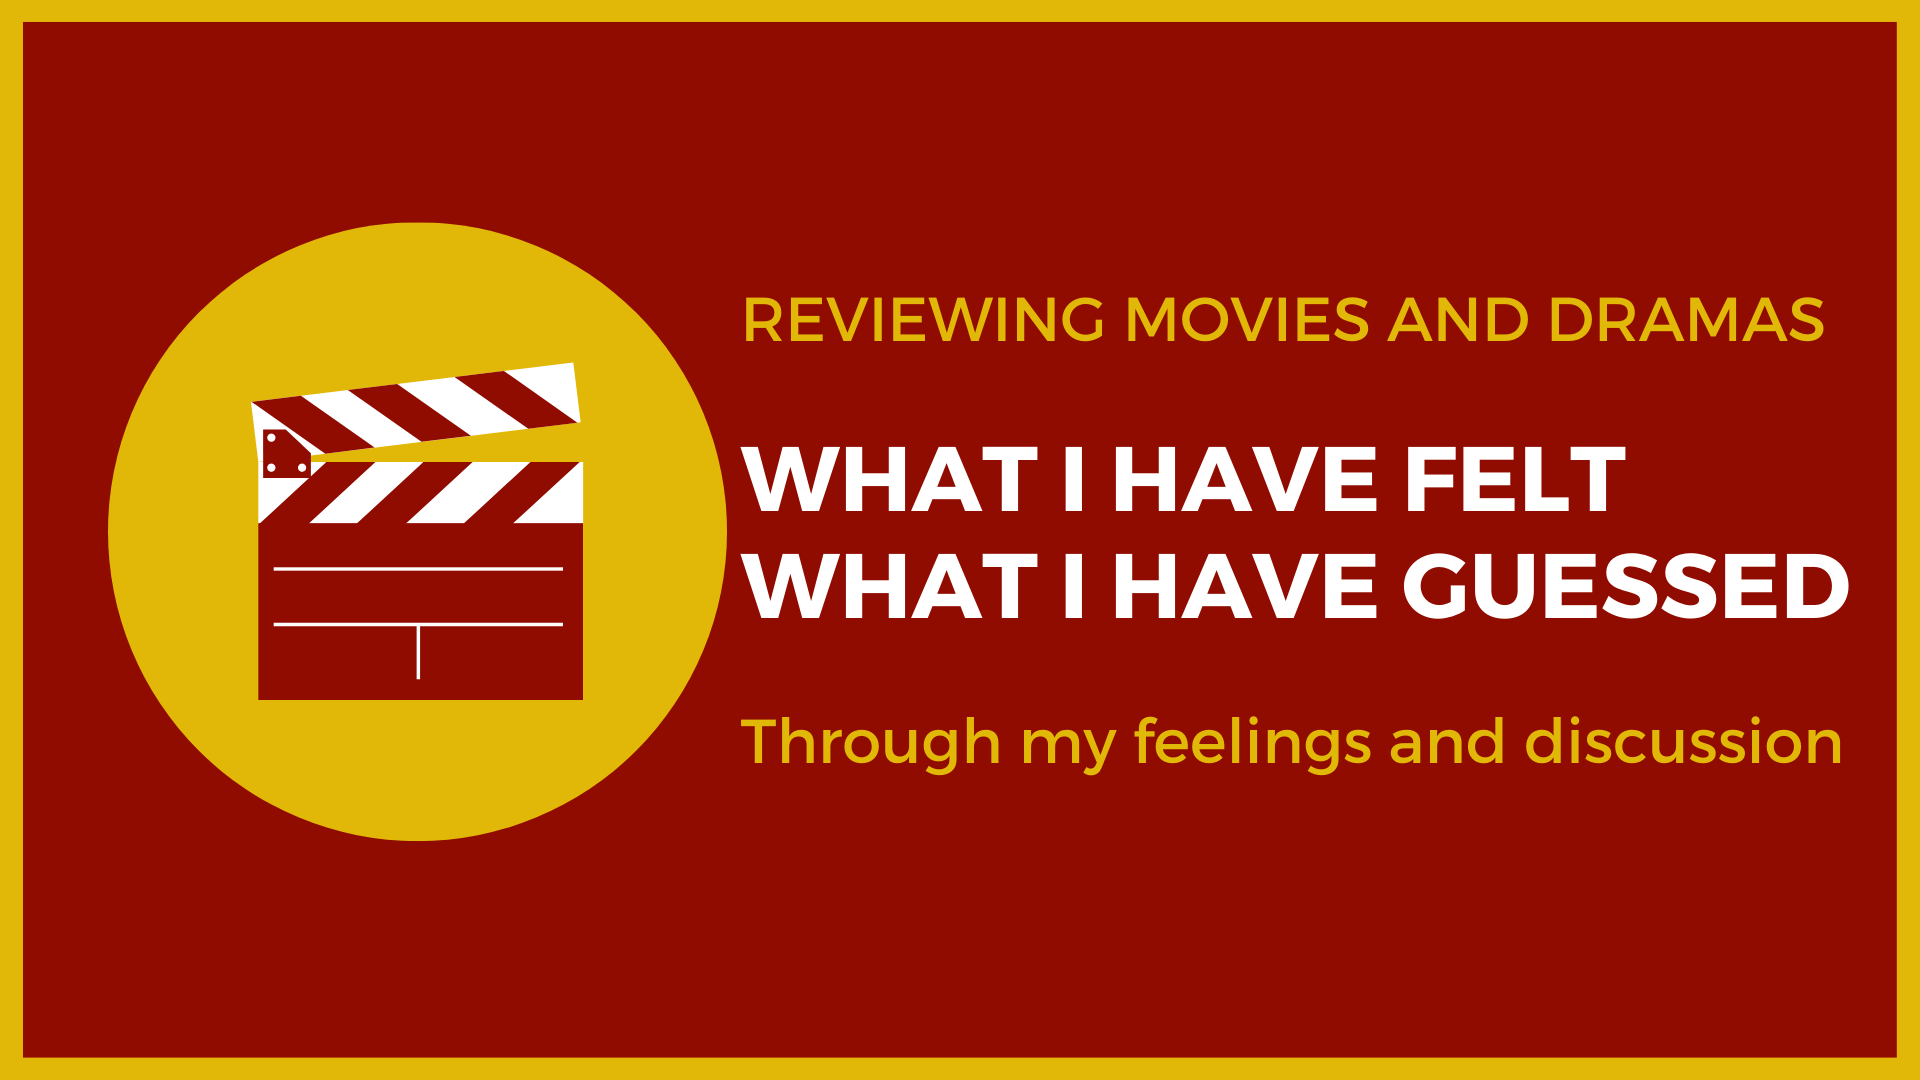 REVIEWING MOVIES AND DRAMAS
WHAT I HAVE FELT
WHAT I HAVE GUESSED
Through my feelings and discussion